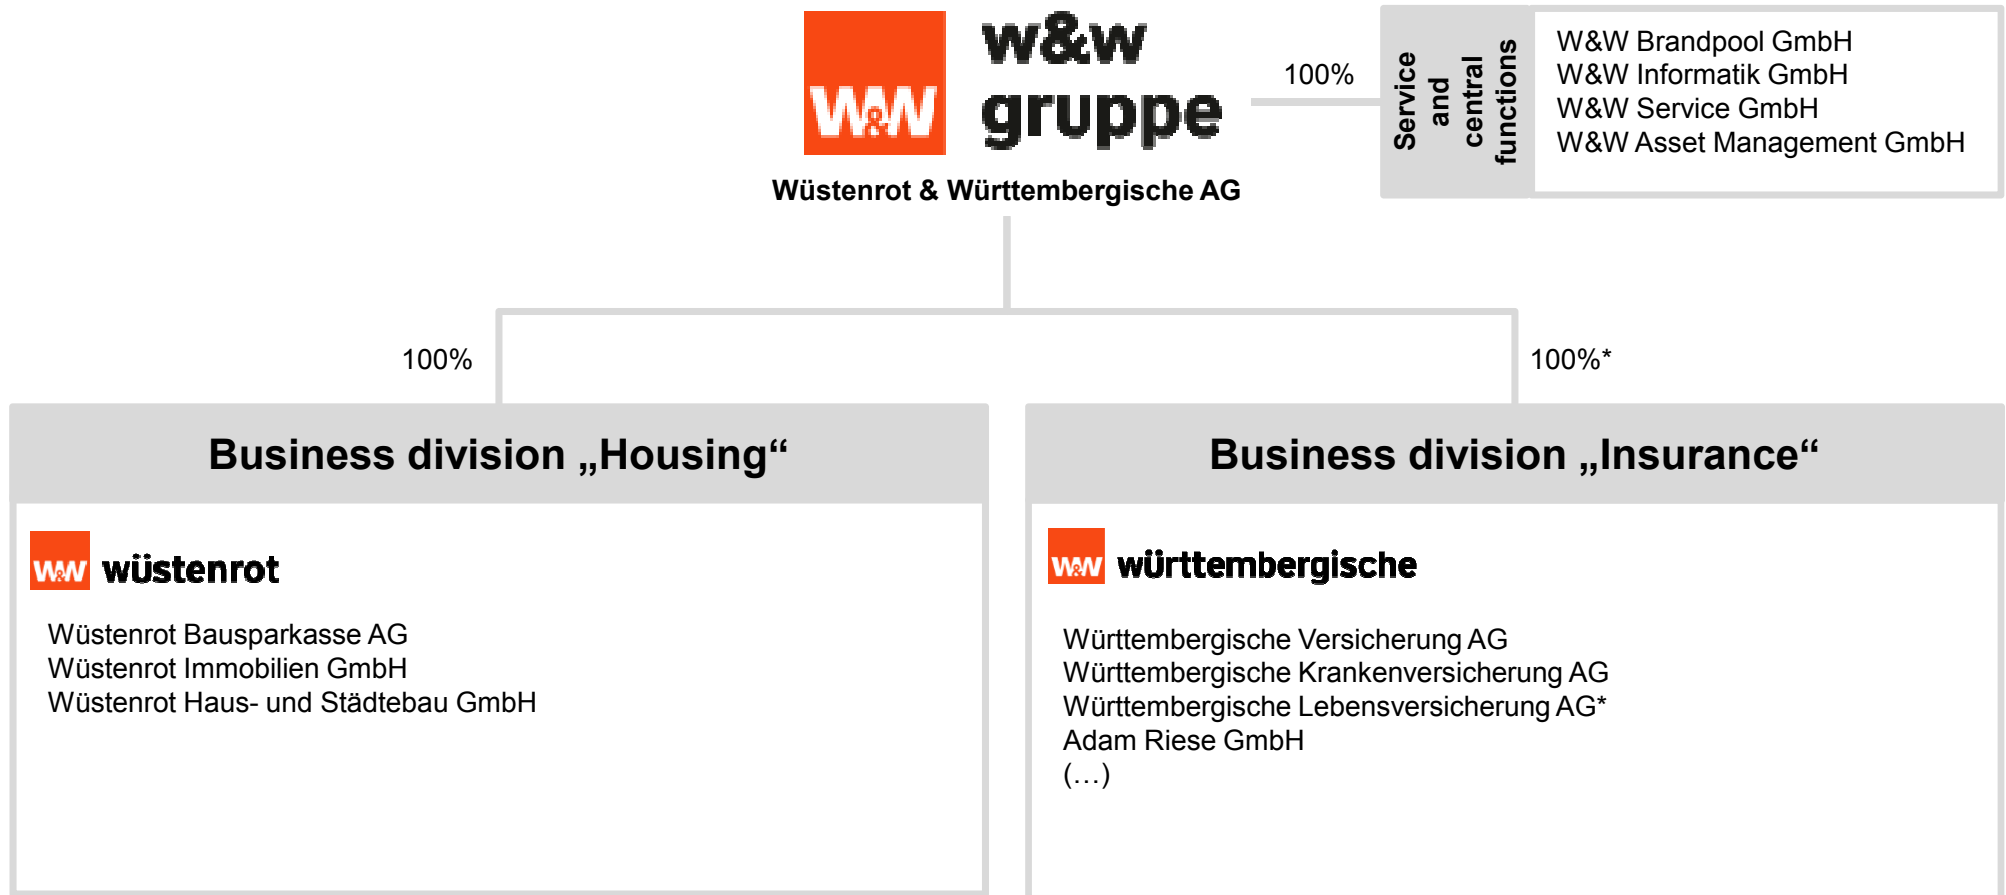 W&W
w&w
gruppe
Wüstenrot & Württembergische AG
100%
Service
and
central
functions
W&W Brandpool GmbH
W&W Informatik GmbH
W&W Service GmbH
W&W Asset Management GmbH
100%
100%*
Business division „Housing“
W&W wüstenrot
Wüstenrot Bausparkasse AG
Wüstenrot Immobilien GmbH
Wüstenrot Haus- und Städtebau GmbH
Business division „Insurance“
W&W württembergische
Württembergische Versicherung AG
Württembergische Krankenversicherung AG
Württembergische Lebensversicherung AG*
Adam Riese GmbH
(…)